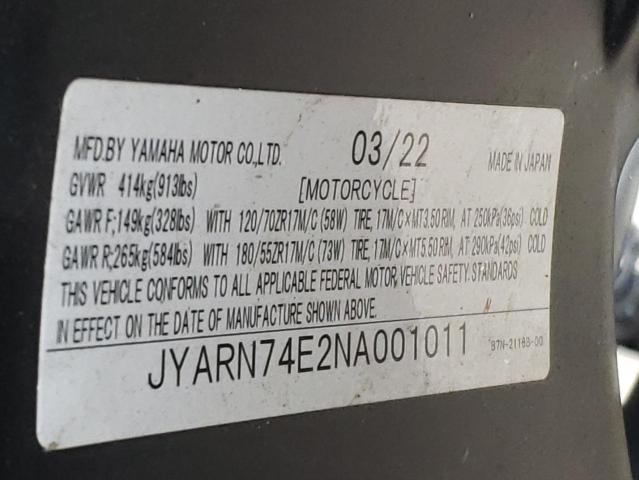 MFD.BY YAMAHA MOTOR CO.,LTD. 03/22 MADE IN JAPAN
GVWR 414kg(913lbs) [MOTORCYCLE]
GAWR F;149kg(328lbs) WITH 120/70ZR17M/C (58W) TIRE, 17M/C×MT3.50 RIM, AT 250kPa(36psi) COLD
GAWR R;265kg(584lbs) WITH 180/55ZR17M/C (73W) TIRE, 17M/C×MT5.50 RIM, AT 290kPa(42psi) COLD
THIS VEHICLE CONFORMS TO ALL APPLICABLE FEDERAL MOTOR VEHICLE SAFETY STANDARDS
IN EFFECT ON THE DATE OF MANUFACTURE SHOWN ABOVE.
JYARN74E2NA001011 B7N-2118B-00